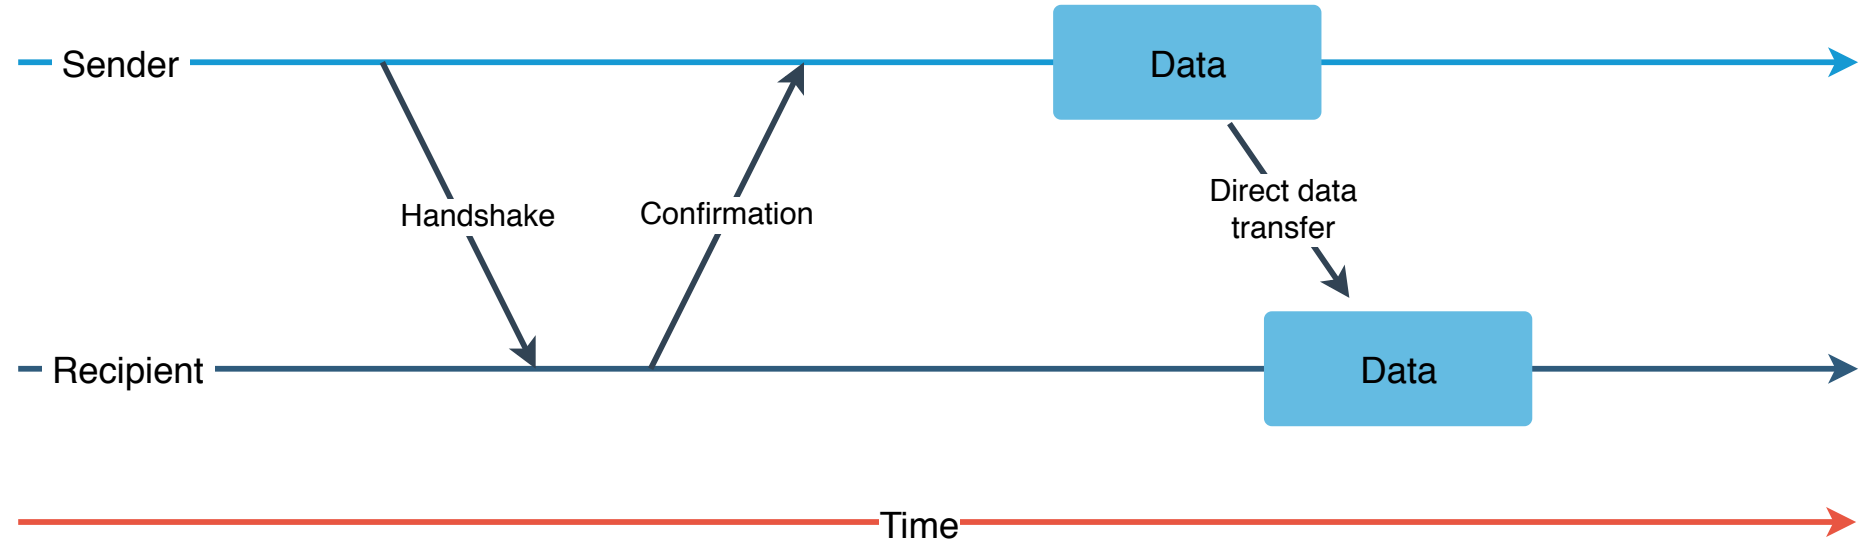 Sender
Data
Handshake
Confirmation
Direct data
transfer
Recipient
Data
Time